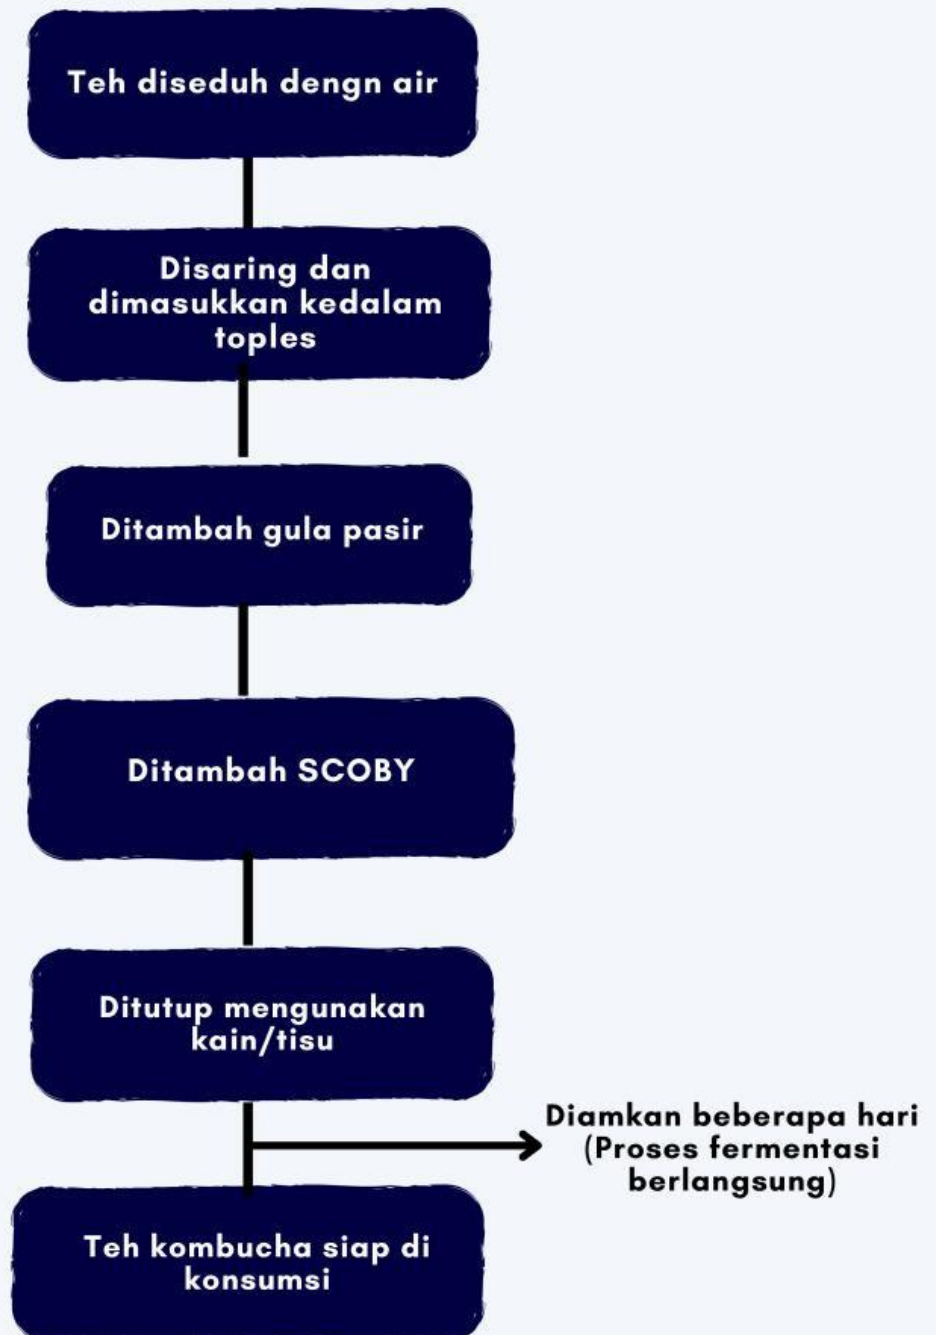 Teh diseduh dengn air
Disaring dan
dimasukkan kedalam
toples
Ditambah gula pasir
Ditambah SCOBY
Ditutup mengunakan
kain/tisu
Diamkan beberapa hari
(Proses fermentasi
berlangsung)
Teh kombucha siap di
konsumsi